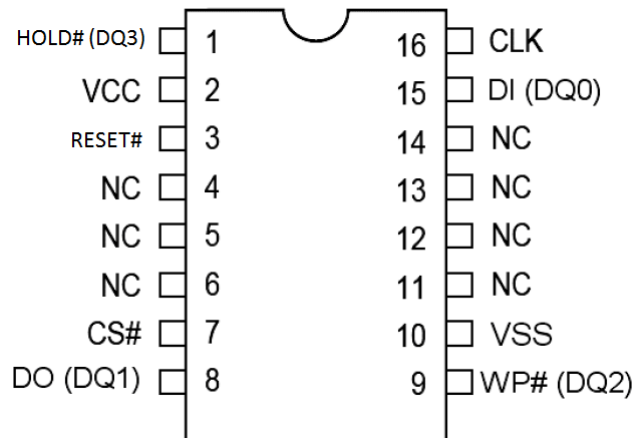 HOLD# (DQ3) 1 16 CLK
VCC 2 15 DI (DQ0)
RESET# 3 14 NC
NC 4 13 NC
NC 5 12 NC
NC 6 11 NC
CS# 7 10 VSS
DO (DQ1) 8 9 WP# (DQ2)